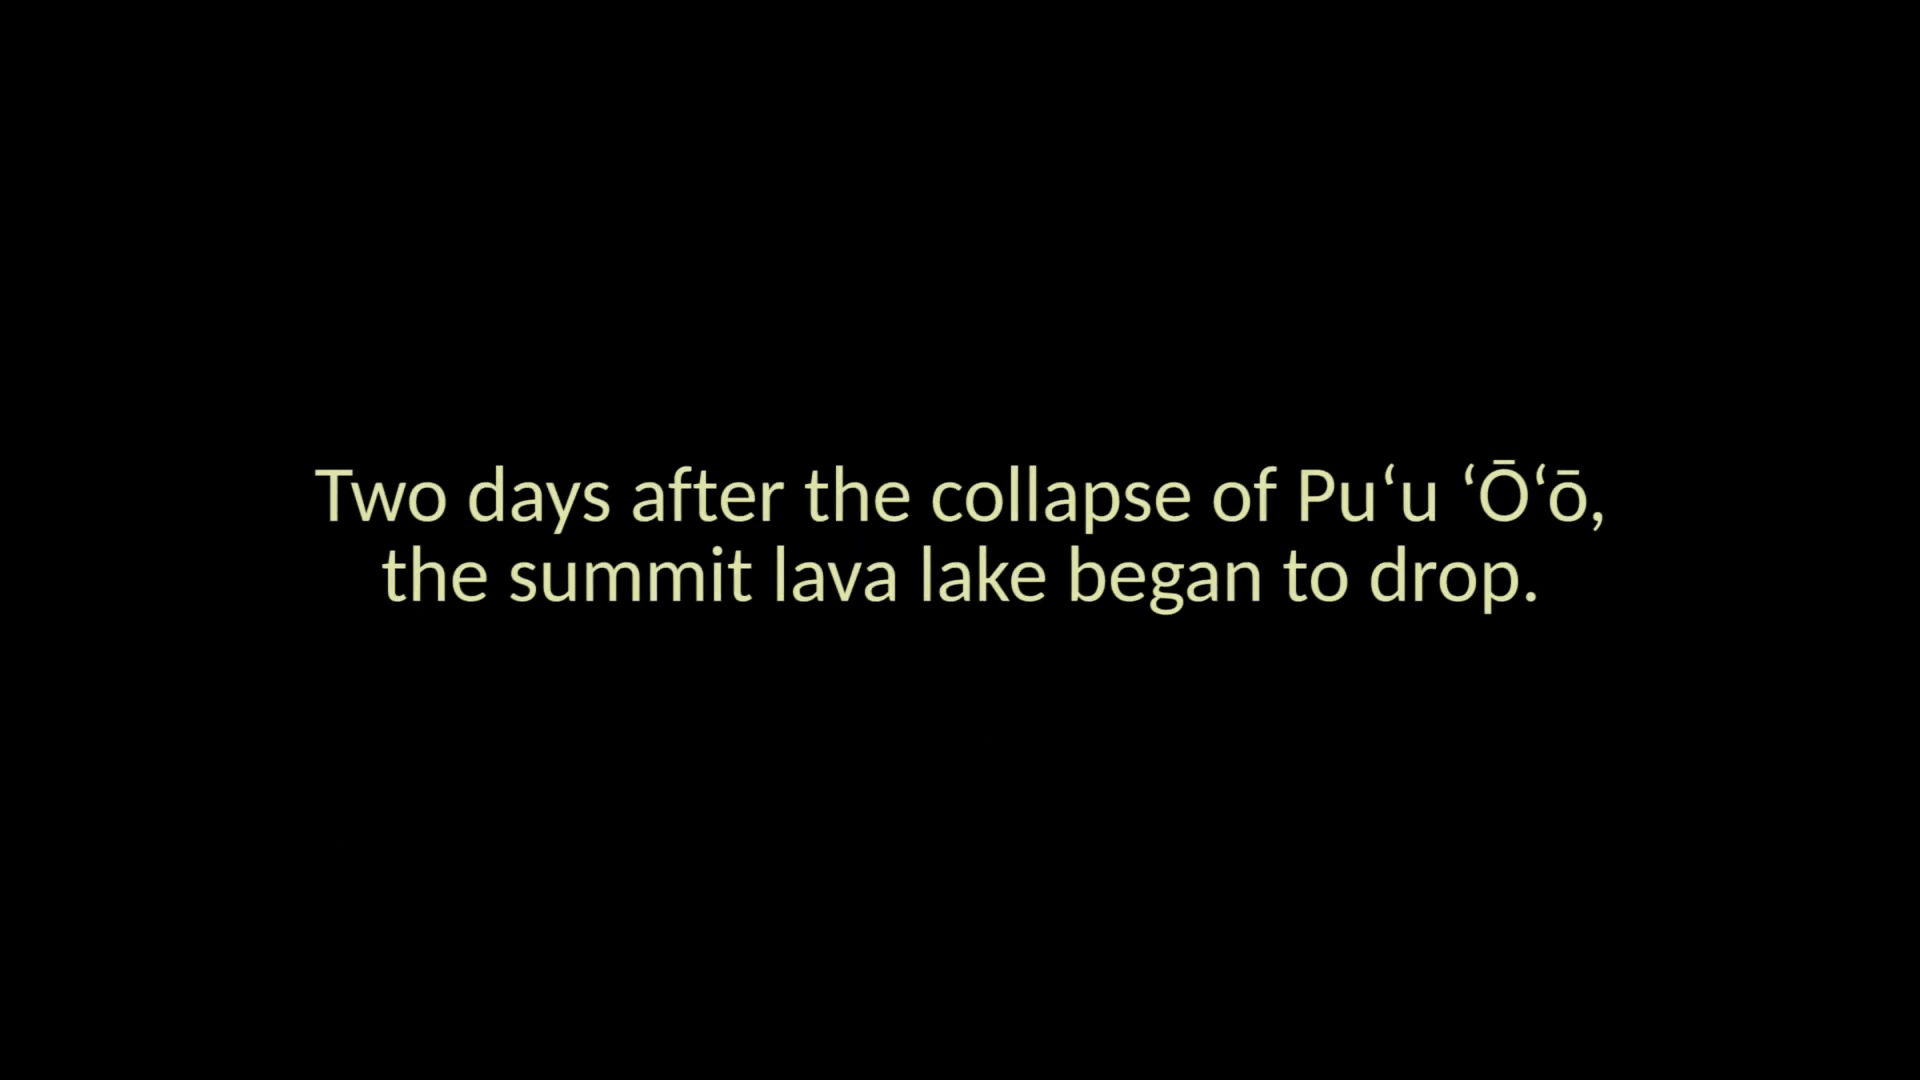 Two days after the collapse of Puʻu ʻŌʻō,
the summit lava lake began to drop.